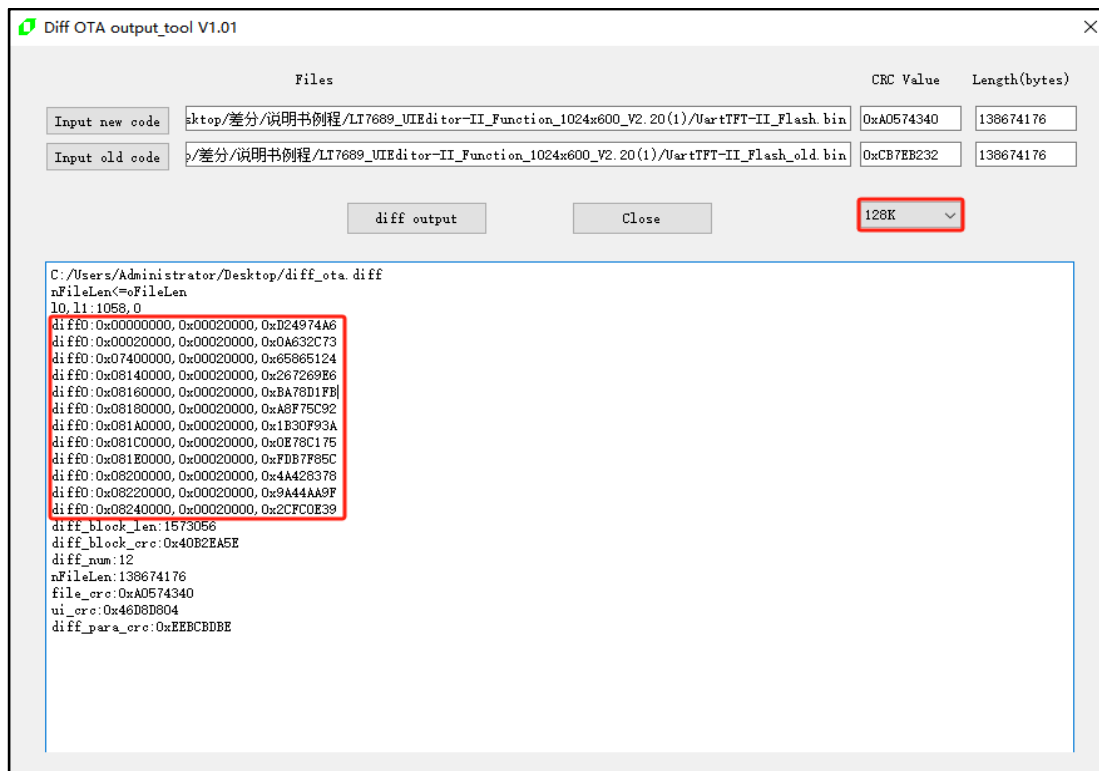 Diff OTA output_tool V1.01
Files CRC Value Length(bytes)
Input new code sktop/差分/说明书例程/LT7689_UIEditor-II_Function_1024x600_V2.20(1)/UartTFT-II_Flash.bin 0xA0574340 138674176
Input old code p/差分/说明书例程/LT7689_UIEditor-II_Function_1024x600_V2.20(1)/UartTFT-II_Flash_old.bin 0xCB7EB232 138674176
diff output Close 128K
C:/Users/Administrator/Desktop/diff_ota.diff
nFileLen<=oFileLen
l0,l1:1058,0
diff0:0x00000000,0x00020000,0xD24974A6
diff0:0x00020000,0x00020000,0x0A632C73
diff0:0x07400000,0x00020000,0x65865124
diff0:0x08140000,0x00020000,0x267269E6
diff0:0x08160000,0x00020000,0xBA78D1FB
diff0:0x08180000,0x00020000,0xA8F75C92
diff0:0x081A0000,0x00020000,0x1B30F93A
diff0:0x081C0000,0x00020000,0x0E78C175
diff0:0x081E0000,0x00020000,0xFDB7F85C
diff0:0x08200000,0x00020000,0x4A428378
diff0:0x08220000,0x00020000,0x9A44AA9F
diff0:0x08240000,0x00020000,0x2CFC0E39
diff_block_len:1573056
diff_block_crc:0x40B2EA5E
diff_num:12
nFileLen:138674176
file_crc:0xA0574340
ui_crc:0x46D8D804
diff_para_crc:0xEEBCBDBE